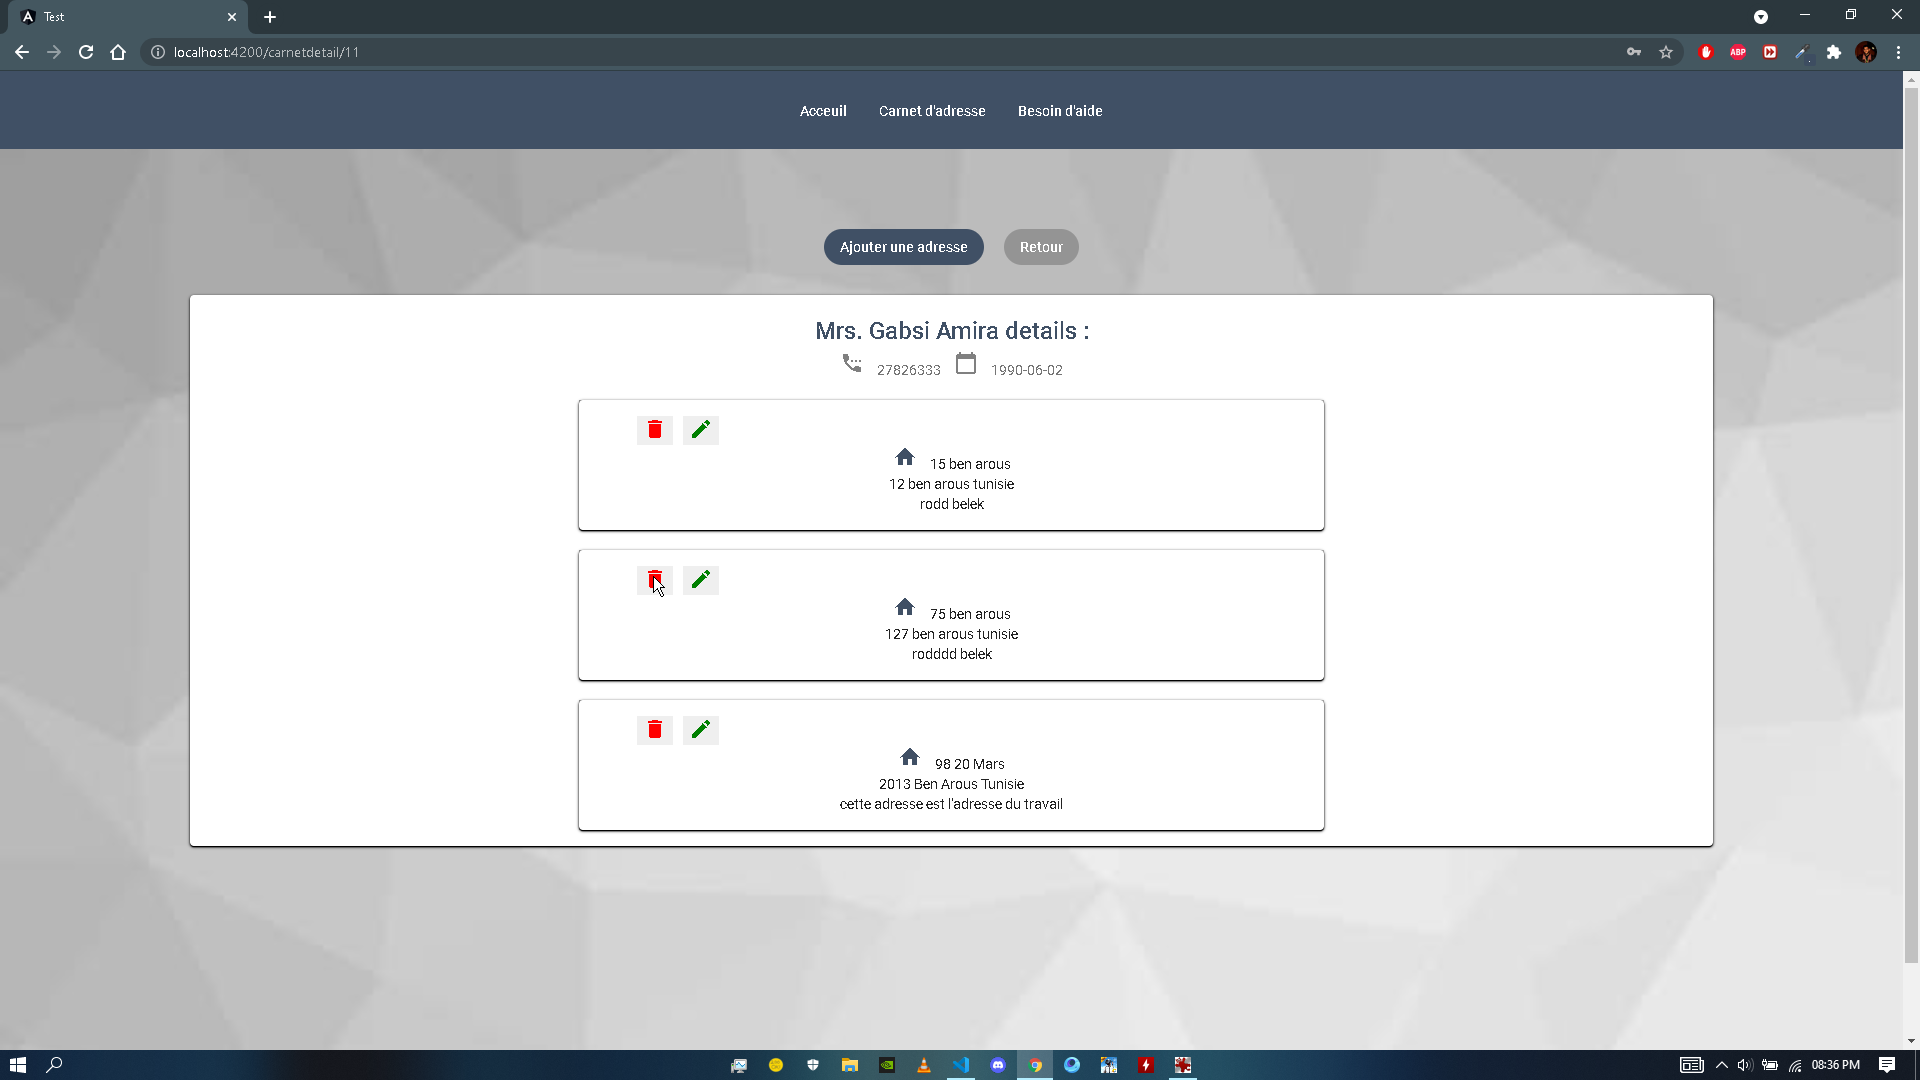 Test
localhost:4200/carnetdetail/11
ABP
Acceuil Carnet d'adresse Besoin d'aide
Ajouter une adresse Retour
Mrs. Gabsi Amira details :
27826333 1990-06-02
15 ben arous
12 ben arous tunisie
rodd belek
75 ben arous
127 ben arous tunisie
rodddd belek
98 20 Mars
2013 Ben Arous Tunisie
cette adresse est l'adresse du travail
08:36 PM